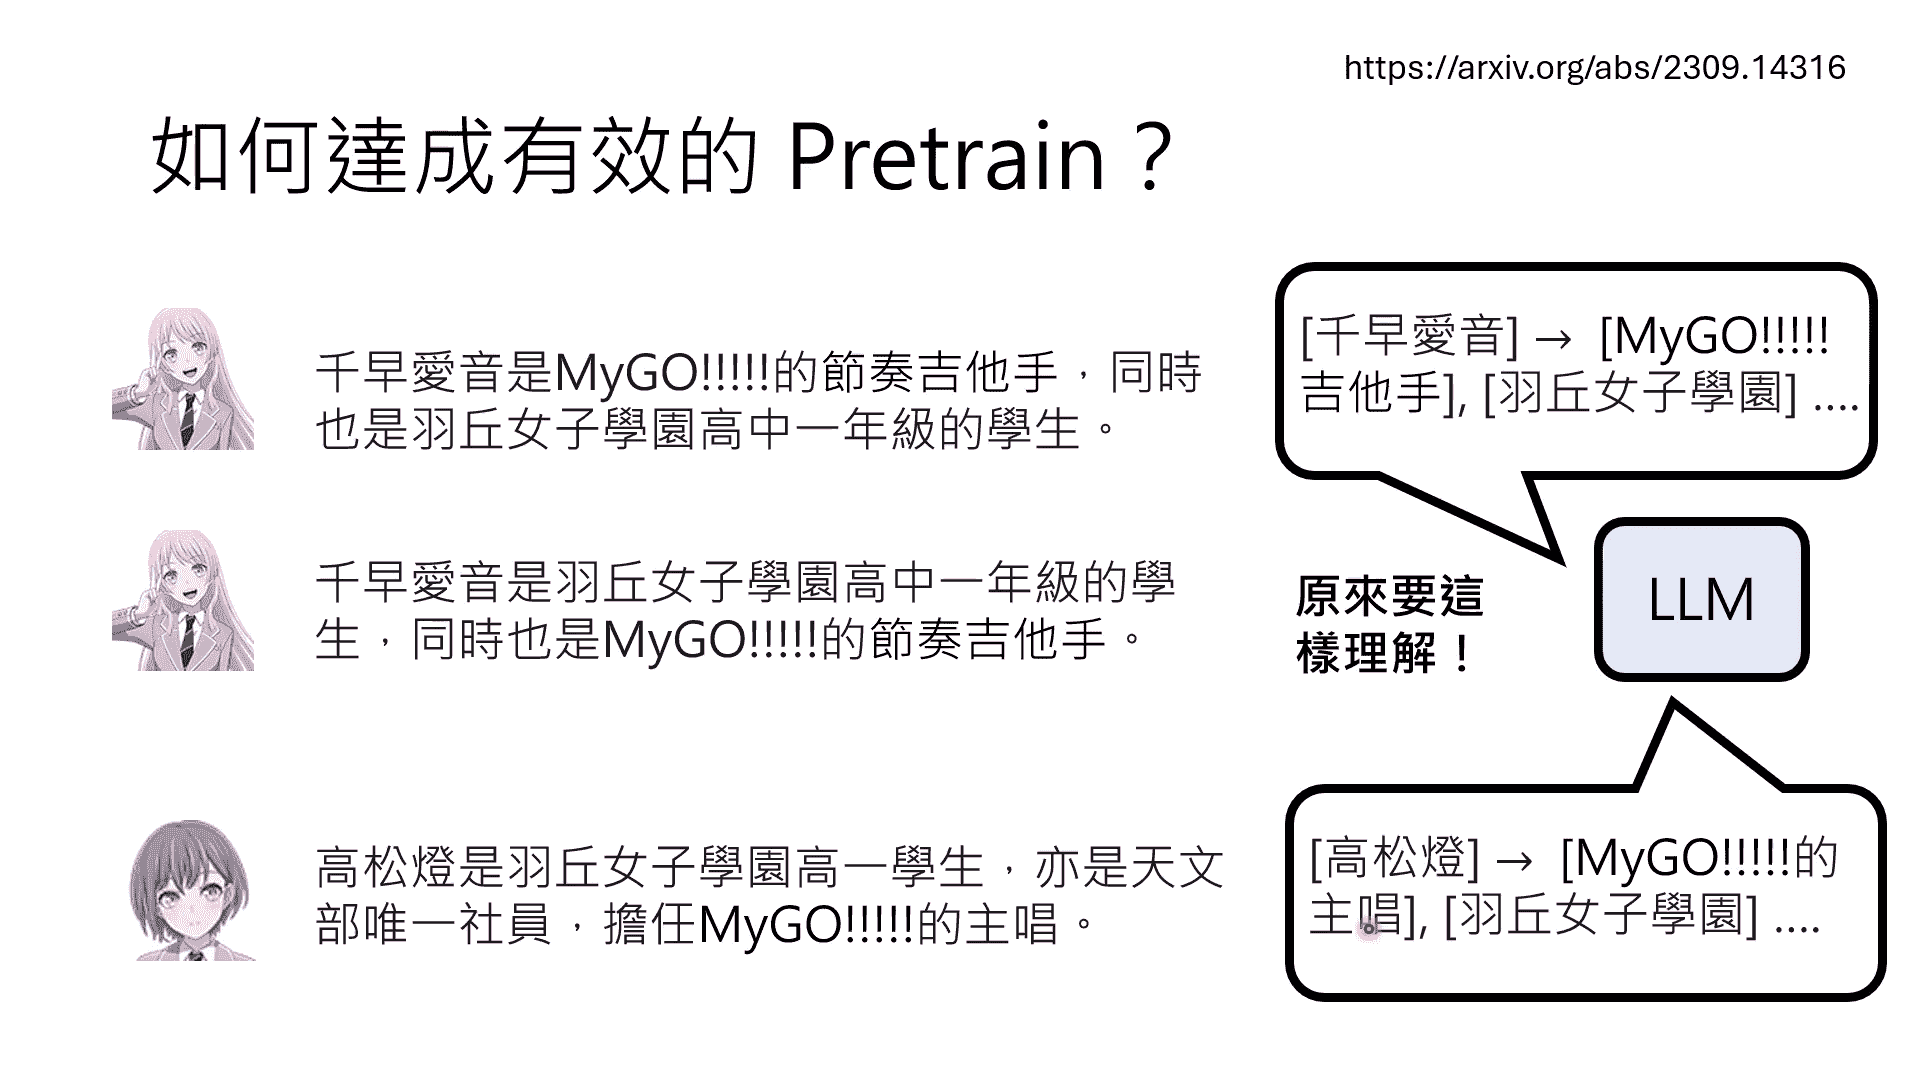 https://arxiv.org/abs/2309.14316
如何達成有效的 Pretrain？
千早愛音是MyGO!!!!!的節奏吉他手，同時
也是羽丘女子學園高中一年級的學生。
[千早愛音] → [MyGO!!!!!
吉他手], [羽丘女子學園] ....
千早愛音是羽丘女子學園高中一年級的學
生，同時也是MyGO!!!!!的節奏吉他手。
原來要這
樣理解！
LLM
高松燈是羽丘女子學園高一學生，亦是天文
部唯一社員，擔任MyGO!!!!!的主唱。
[高松燈] → [MyGO!!!!!的
主唱], [羽丘女子學園] ....